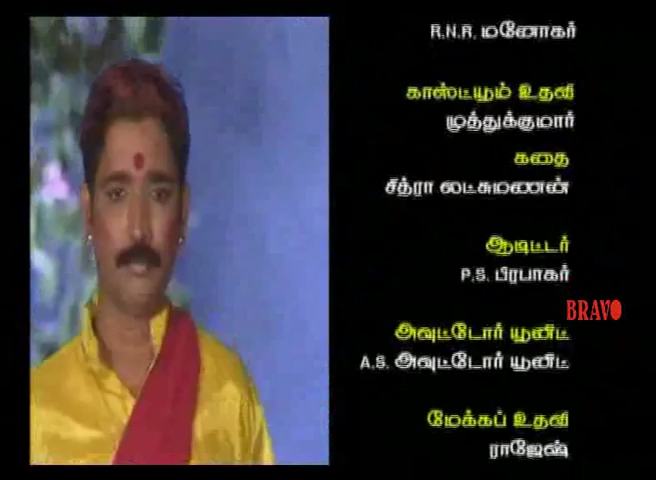 R.N.R. மனோகர்
காஸ்டியூம் உதவி
முத்துக்குமார்
கதை
சித்ரா லட்சுமணன்
ஆடிட்டர்
P.S. பிரபாகர்
BRAVO
அவுட்டோர் யூனிட்
A.S. அவுட்டோர் யூனிட்
மேக்கப் உதவி
ராஜேஷ்